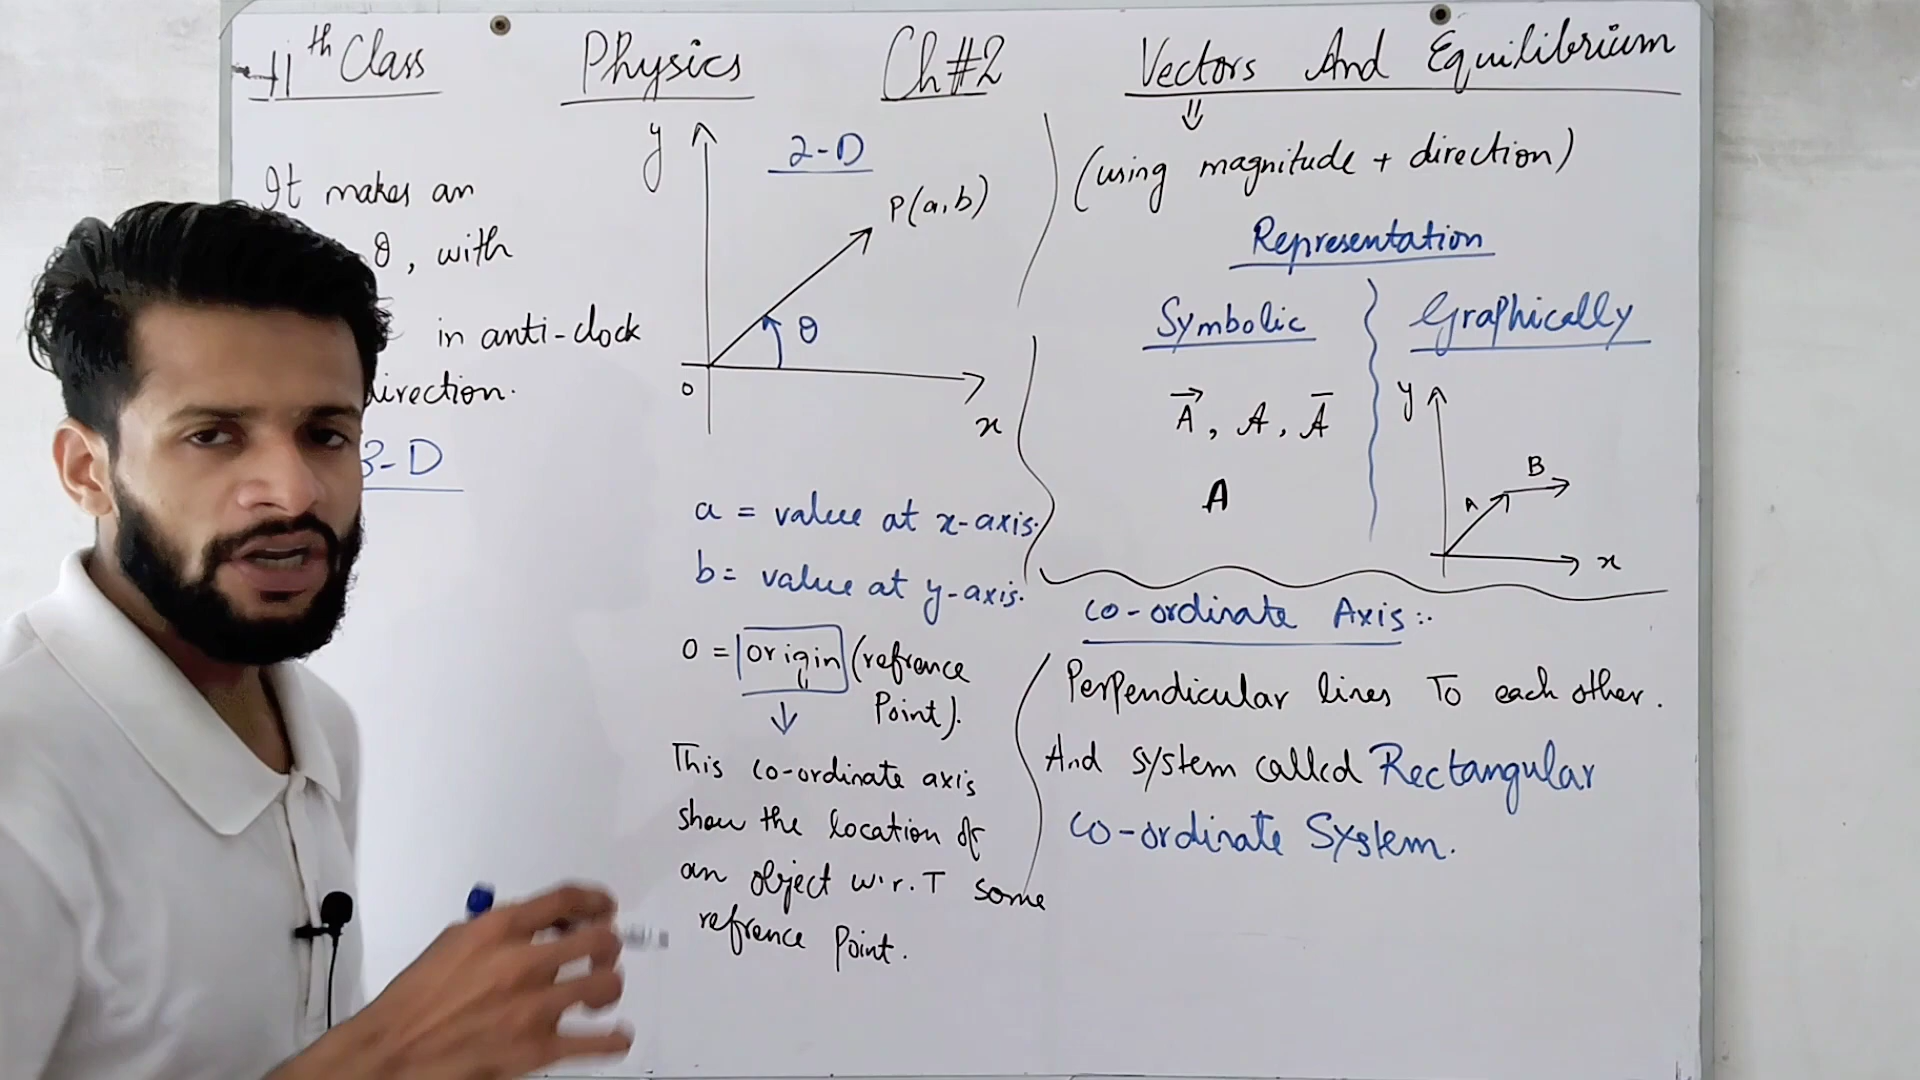 11th Class Physics Ch#2 Vectors And Equilibrium
It makes an
θ, with
in anti-clock
direction.
3-D
y
2-D
P(a,b)
θ
o
x
a = value at x-axis.
b = value at y-axis.
o = origin (refrence
Point).
This co-ordinate axis
show the location of
an object w.r.T some
refrence Point.
(using magnitude + direction)
Representation
Symbolic
A, A, A
A
Graphically
y
A
B
x
Co-ordinate Axis:-
Perpendicular lines To each other.
And system called Rectangular
Co-ordinate System.